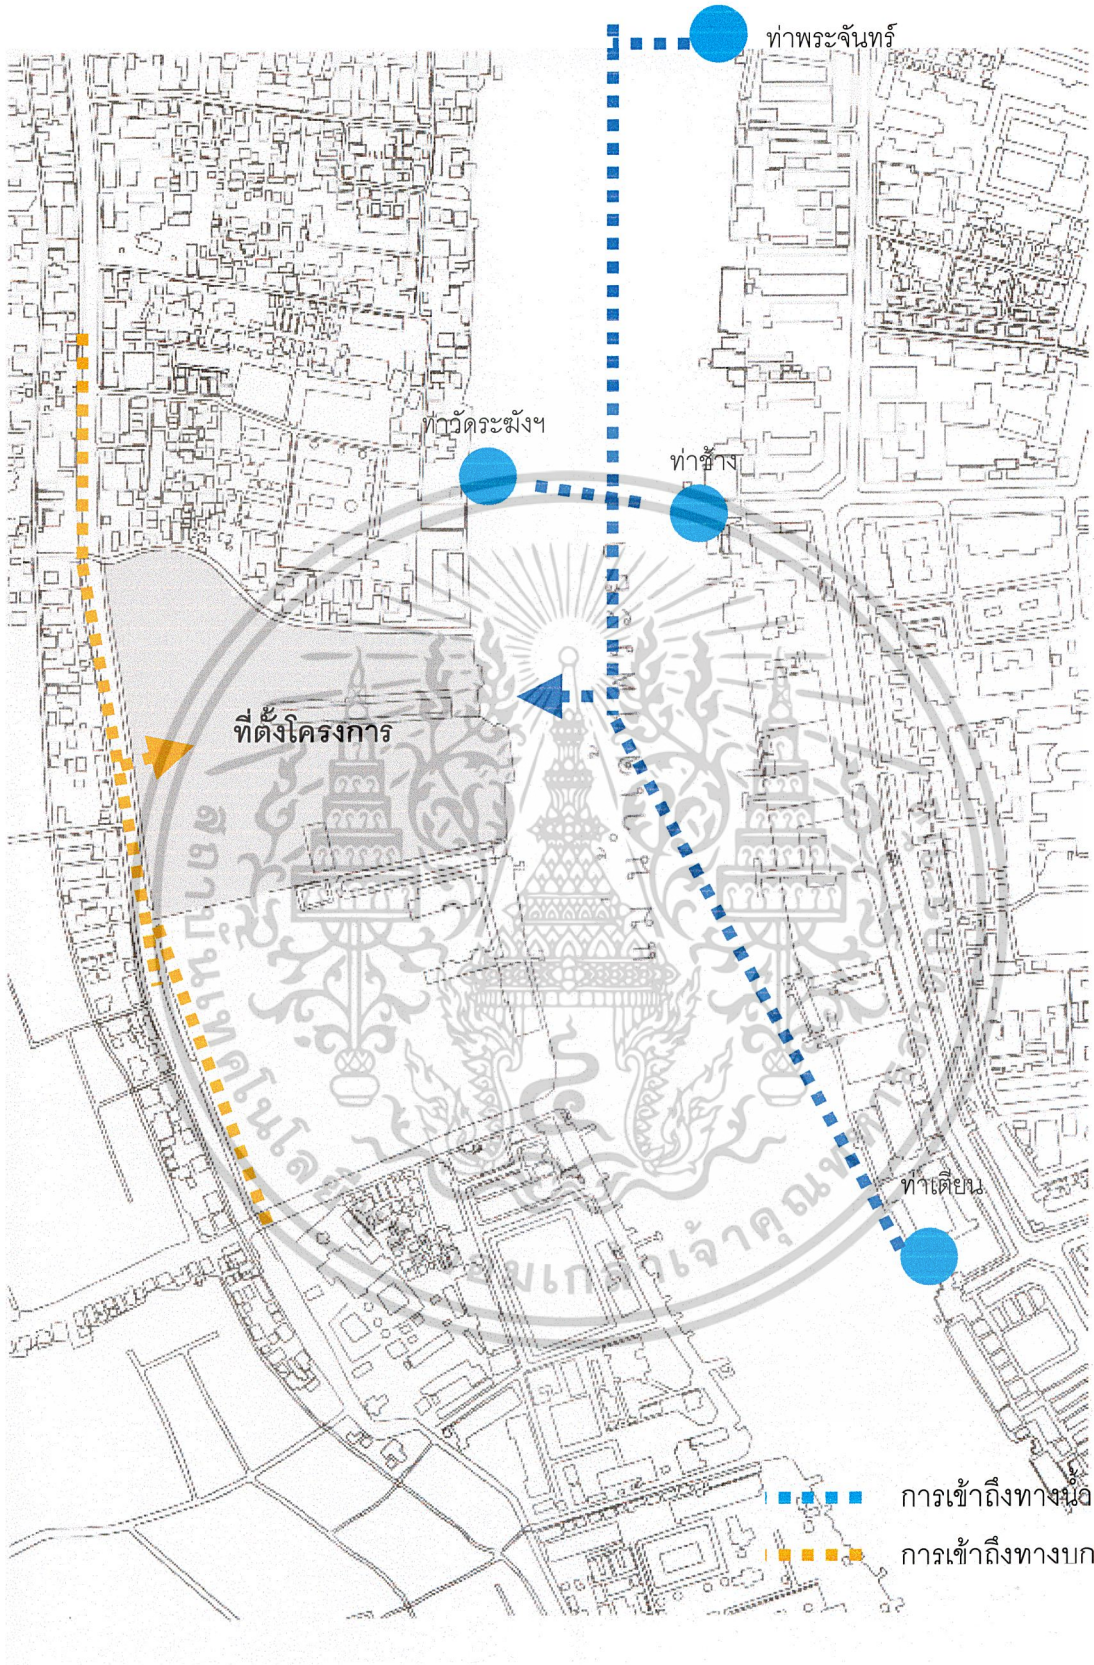 ท่าพระจันทร์
ท่าวัดระฆังฯ
ท่าช้าง
ที่ตั้งโครงการ
ท่าเตียน
การเข้าถึงทางน้ำ
การเข้าถึงทางบก